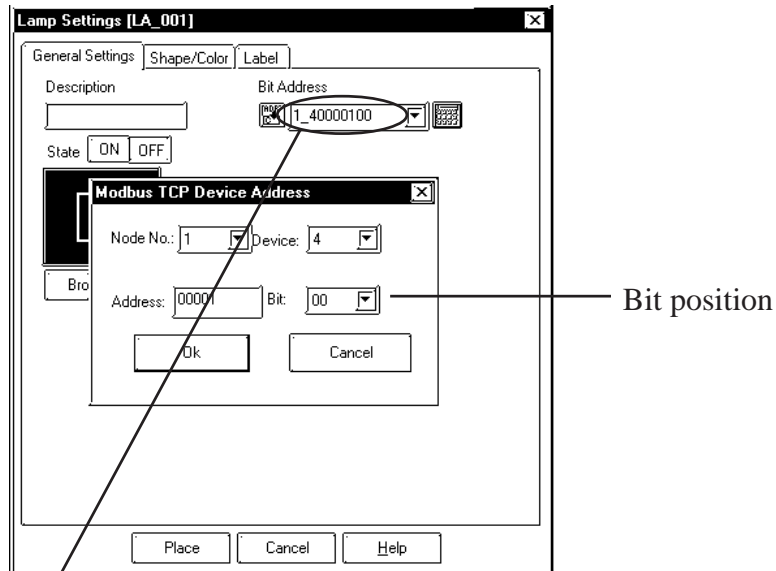 Lamp Settings [LA_001]
General Settings Shape/Color Label
Description Bit Address
1_40000100
State ON OFF
Modbus TCP Device Address
Node No.: 1 Device: 4
Bro
Address: 00001 Bit: 00
Bit position
Ok Cancel
Place Cancel Help